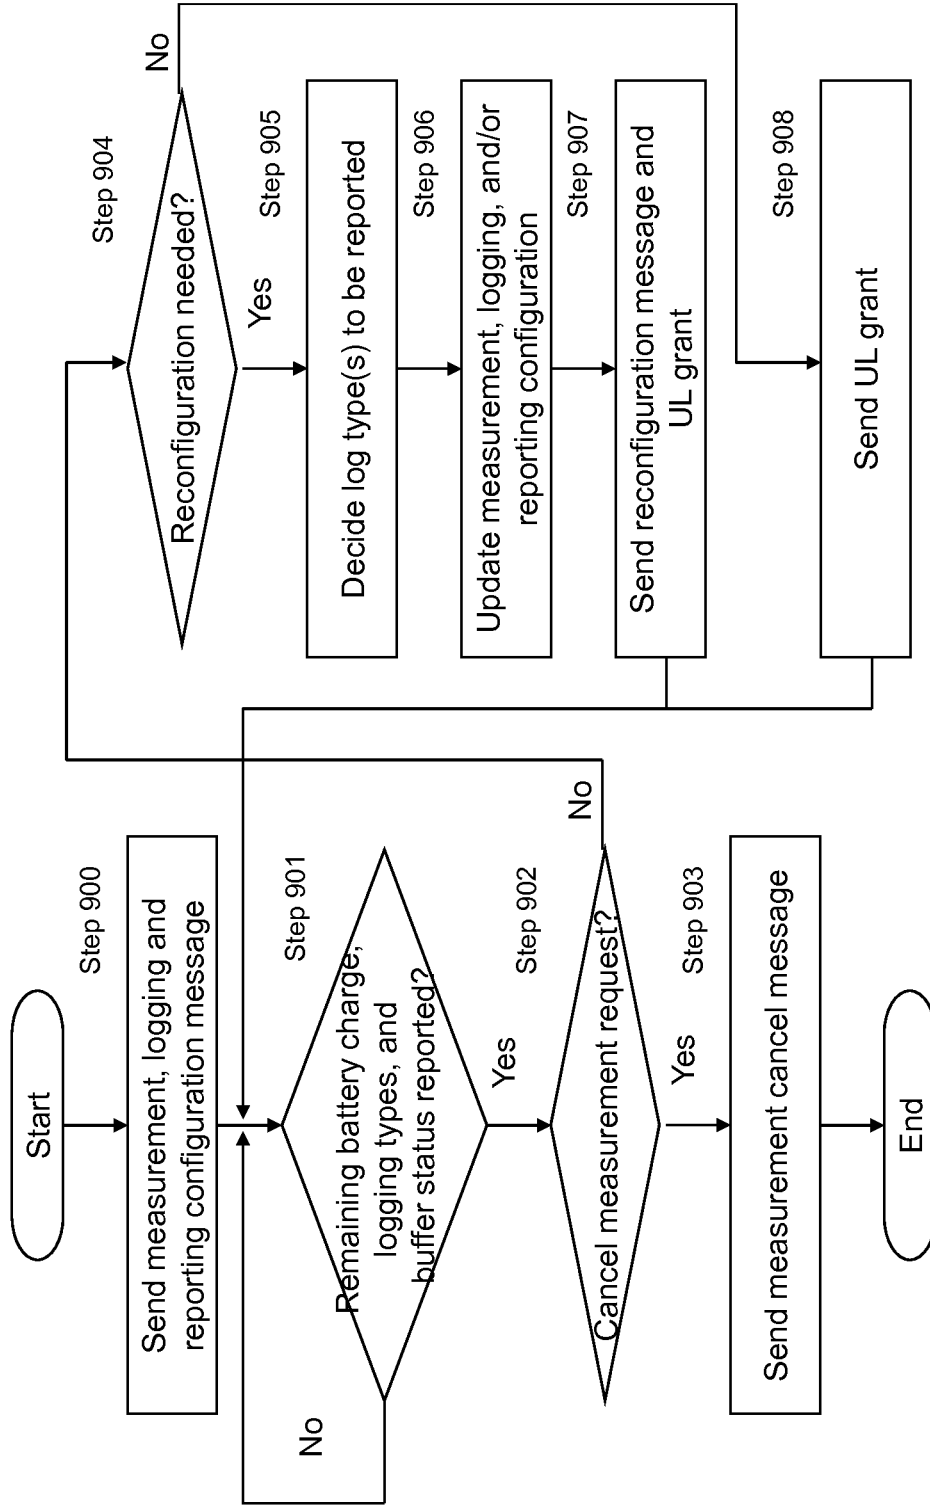 Start
Step 900
Send measurement, logging and
reporting configuration message
Step 901
Remaining battery charge,
logging types, and
buffer status reported?
No
Yes
Step 902
Cancel measurement request?
No
Yes
Step 903
Send measurement cancel message
End
Step 904
Reconfiguration needed?
No
Yes
Step 905
Decide log type(s) to be reported
Step 906
Update measurement, logging, and/or
reporting configuration
Step 907
Send reconfiguration message and
UL grant
Step 908
Send UL grant